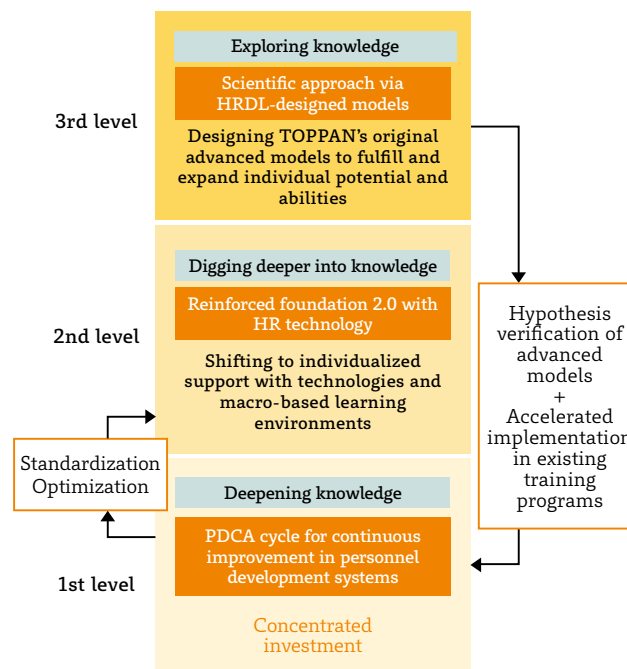 Exploring knowledge
Scientific approach via
HRDL-designed models
3rd level
Designing TOPPAN's original
advanced models to fulfill and
expand individual potential and
abilities
Digging deeper into knowledge
Reinforced foundation 2.0 with
HR technology
2nd level
Shifting to individualized
support with technologies and
macro-based learning
environments
Hypothesis
verification of
advanced
models
+
Accelerated
implementation
in existing
training
programs
Standardization
Optimization
Deepening knowledge
PDCA cycle for continuous
improvement in personnel
development systems
1st level
Concentrated
investment